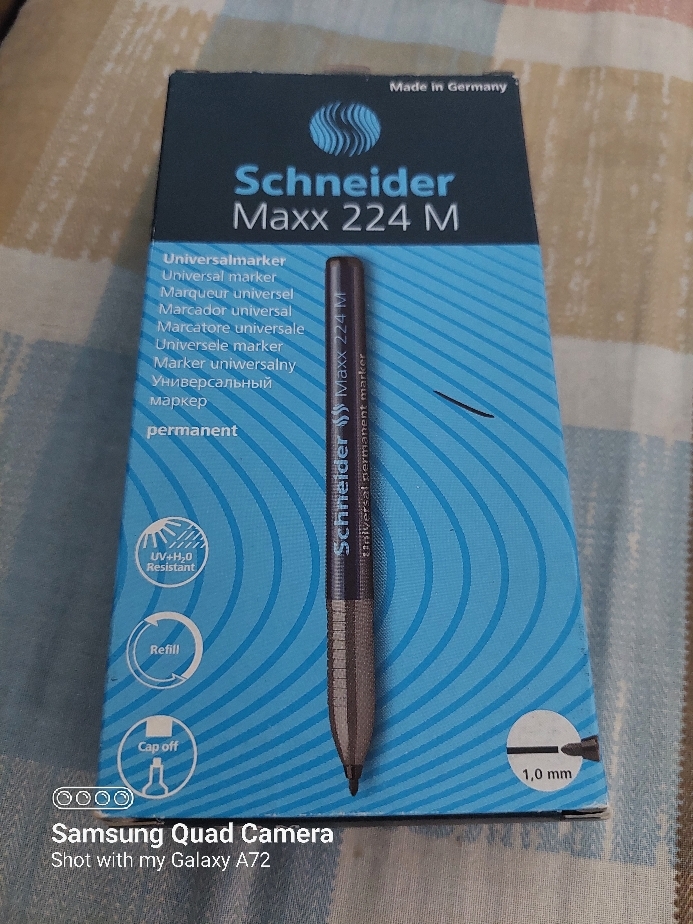 Made in Germany
Schneider
Maxx 224 M
Universalmarker
Universal marker
Marqueur universel
Marcador universal
Marcatore universale
Universele marker
Marker uniwersalny
Универсальный
маркер
permanent
Schneider Maxx 224 M
Universal permanent marker
UV+H₂O
Resistant
Refill
Cap off
1,0 mm
Samsung Quad Camera
Shot with my Galaxy A72